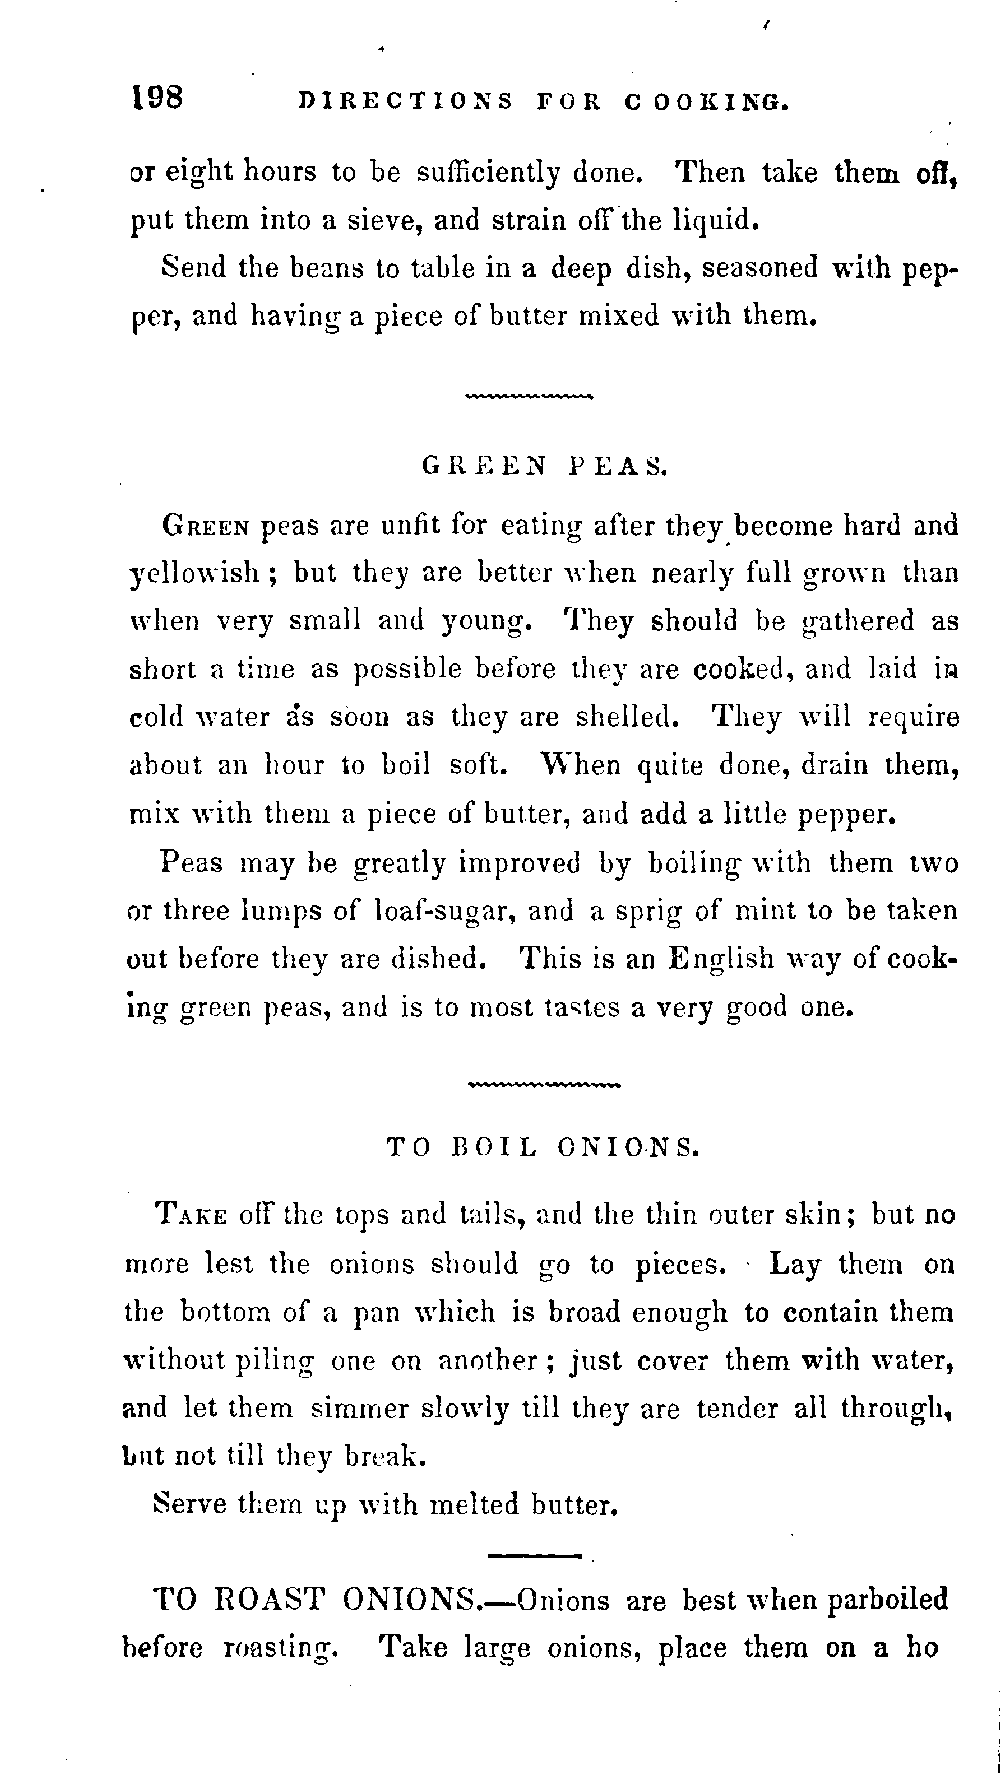 198 DIRECTIONS FOR COOKING.
or eight hours to be sufficiently done. Then take them off,
put them into a sieve, and strain off the liquid.
Send the beans to table in a deep dish, seasoned with pep-
per, and having a piece of butter mixed with them.
GREEN PEAS.
GREEN peas are unfit for eating after they become hard and
yellowish; but they are better when nearly full grown than
when very small and young. They should be gathered as
short a time as possible before they are cooked, and laid in
cold water as soon as they are shelled. They will require
about an hour to boil soft. When quite done, drain them,
mix with them a piece of butter, and add a little pepper.
Peas may be greatly improved by boiling with them two
or three lumps of loaf-sugar, and a sprig of mint to be taken
out before they are dished. This is an English way of cook-
ing green peas, and is to most tastes a very good one.
TO BOIL ONIONS.
TAKE off the tops and tails, and the thin outer skin; but no
more lest the onions should go to pieces. Lay them on
the bottom of a pan which is broad enough to contain them
without piling one on another; just cover them with water,
and let them simmer slowly till they are tender all through,
but not till they break.
Serve them up with melted butter.
TO ROAST ONIONS.—Onions are best when parboiled
before roasting. Take large onions, place them on a ho